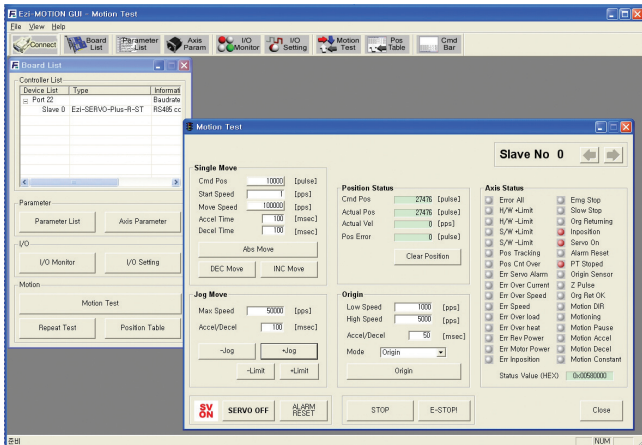 Ezi-MOTION GUI - Motion Test
File View Help
Connect Board List Parameter List Axis Param I/O Monitor I/O Setting Motion Test Pos Table Cmd Bar
Board List
Controller List
Device List Type Informati
Port 22 Baudrate
Slave 0 Ezi-SERVO-Plus-R-ST RS485 cc
Parameter
Parameter List Axis Parameter
I/O
I/O Monitor I/O Setting
Motion
Motion Test
Repeat Test Position Table
Motion Test
Slave No 0
Single Move
Cmd Pos 10000 [pulse]
Start Speed 1 [pps]
Move Speed 100000 [pps]
Accel Time 100 [msec]
Decel Time 100 [msec]
Abs Move
DEC Move INC Move
Jog Move
Max Speed 50000 [pps]
Accel/Decel 100 [msec]
-Jog +Jog
-Limit +Limit
Position Status
Cmd Pos 27476 [pulse]
Actual Pos 27476 [pulse]
Actual Vel 0 [pps]
Pos Error 0 [pulse]
Clear Position
Origin
Low Speed 1000 [pps]
High Speed 5000 [pps]
Accel/Decel 50 [msec]
Mode Origin
Origin
Axis Status
Error All Emg Stop
H/W +Limit Slow Stop
H/W -Limit Org Returning
S/W +Limit Inposition
S/W -Limit Servo On
Pos Tracking Alarm Reset
Pos Cnt Over PT Stoped
Err Servo Alarm Origin Sensor
Err Over Current Z Pulse
Err Over Speed Org Ret OK
Err Speed Motion DIR
Err Over load Motioning
Err Over heat Motion Pause
Err Rev Power Motion Accel
Err Motor Power Motion Decel
Err Inposition Motion Constant
Status Value (HEX) 0x00580000
SV ON SERVO OFF ALARM RESET STOP E-STOP! Close
준비 NUM